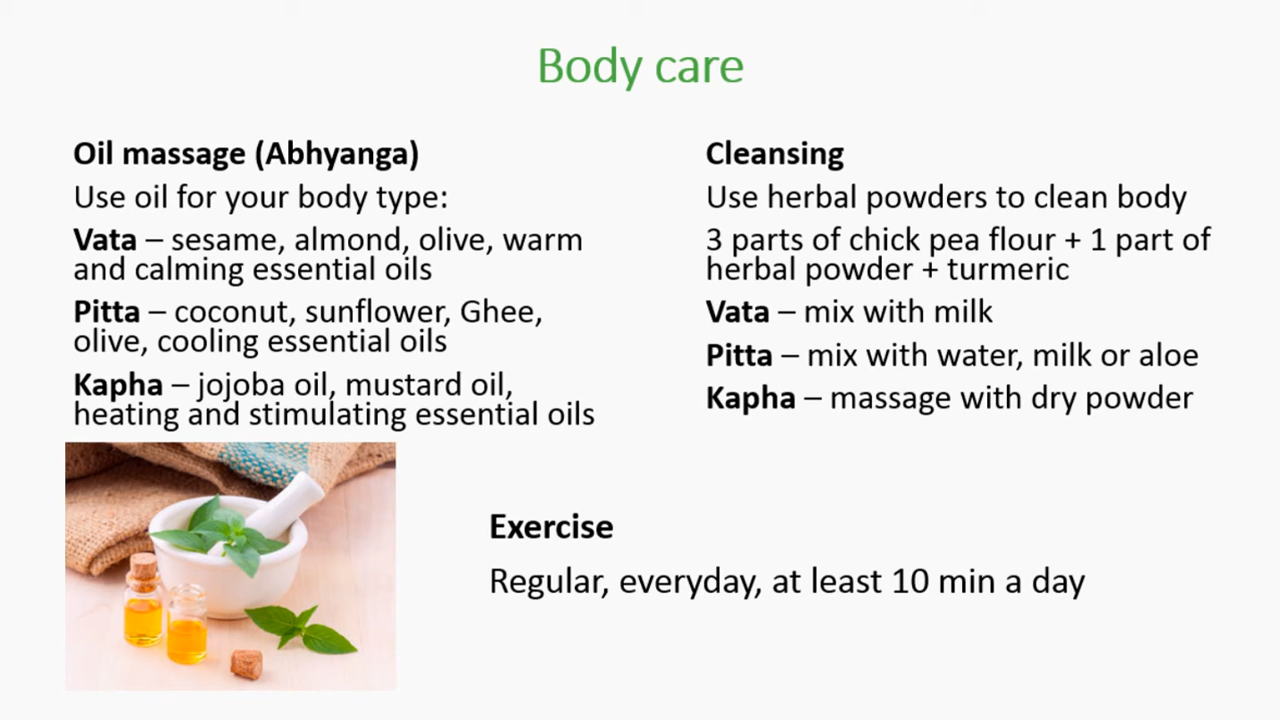 Body care
Oil massage (Abhyanga)
Use oil for your body type:
Vata – sesame, almond, olive, warm
and calming essential oils
Pitta – coconut, sunflower, Ghee,
olive, cooling essential oils
Kapha – jojoba oil, mustard oil,
heating and stimulating essential oils
Cleansing
Use herbal powders to clean body
3 parts of chick pea flour + 1 part of
herbal powder + turmeric
Vata – mix with milk
Pitta – mix with water, milk or aloe
Kapha – massage with dry powder
Exercise
Regular, everyday, at least 10 min a day